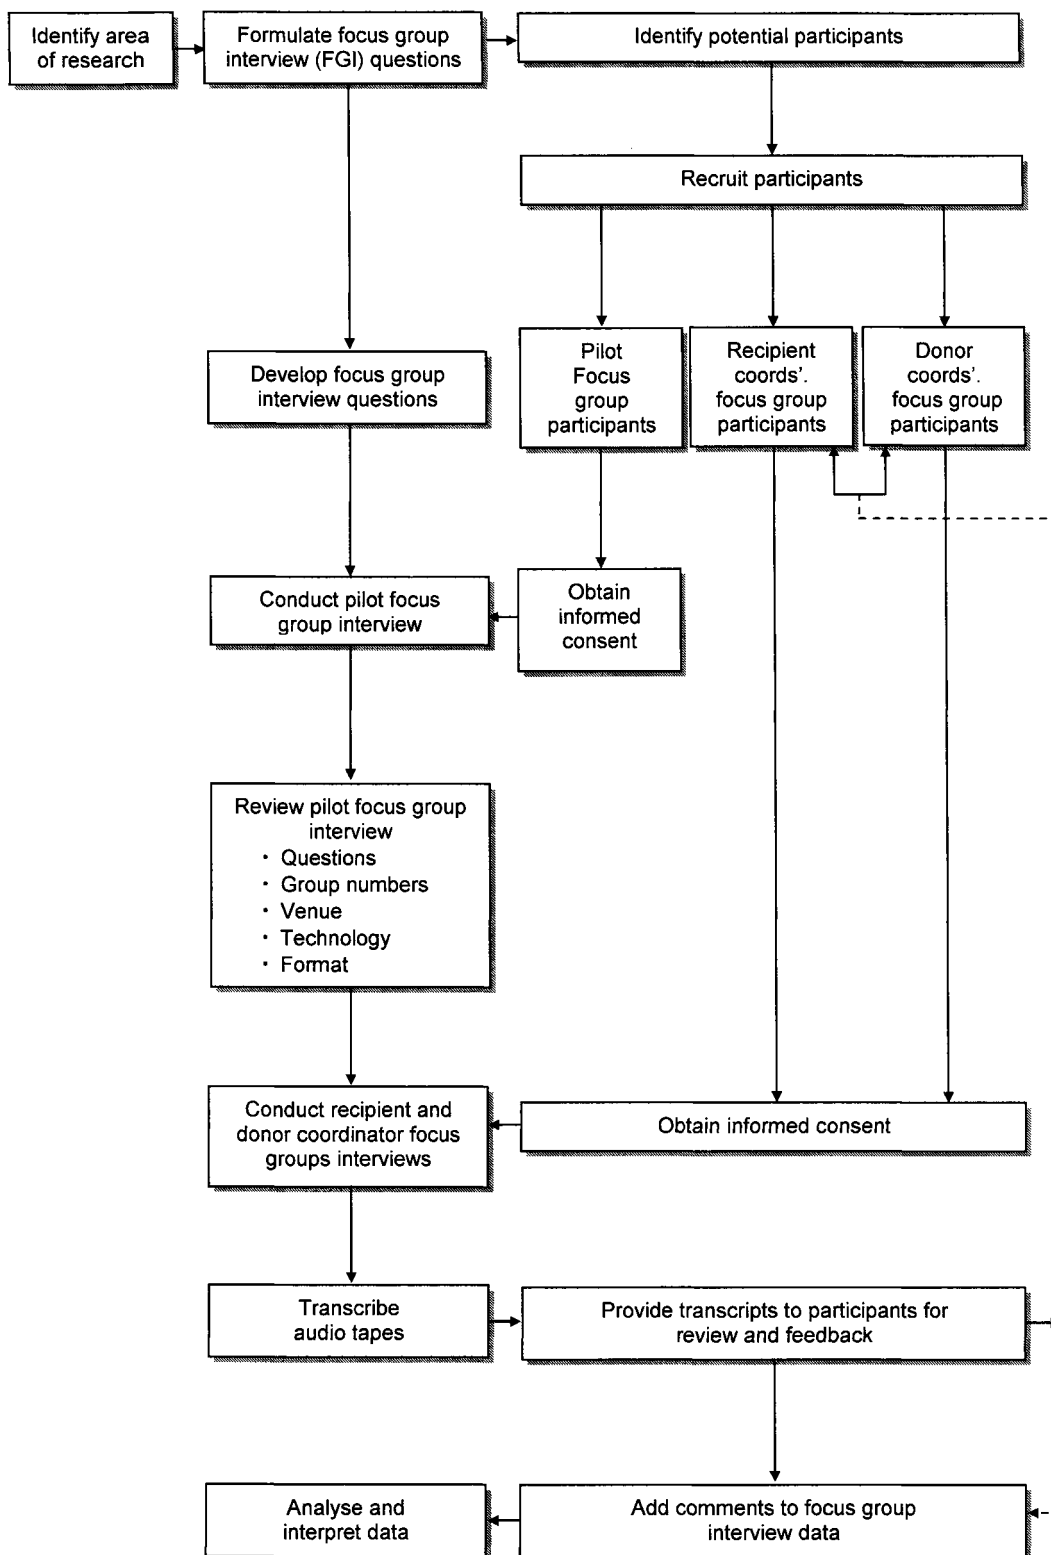 Identify area
of research
Formulate focus group
interview (FGI) questions
Identify potential participants
Recruit participants
Develop focus group
interview questions
Pilot
Focus
group
participants
Recipient
coords'.
focus group
participants
Donor
coords'.
focus group
participants
Conduct pilot focus
group interview
Obtain
informed
consent
Review pilot focus group
interview
· Questions
· Group numbers
· Venue
· Technology
· Format
Conduct recipient and
donor coordinator focus
groups interviews
Obtain informed consent
Transcribe
audio tapes
Provide transcripts to participants for
review and feedback
Analyse and
interpret data
Add comments to focus group
interview data